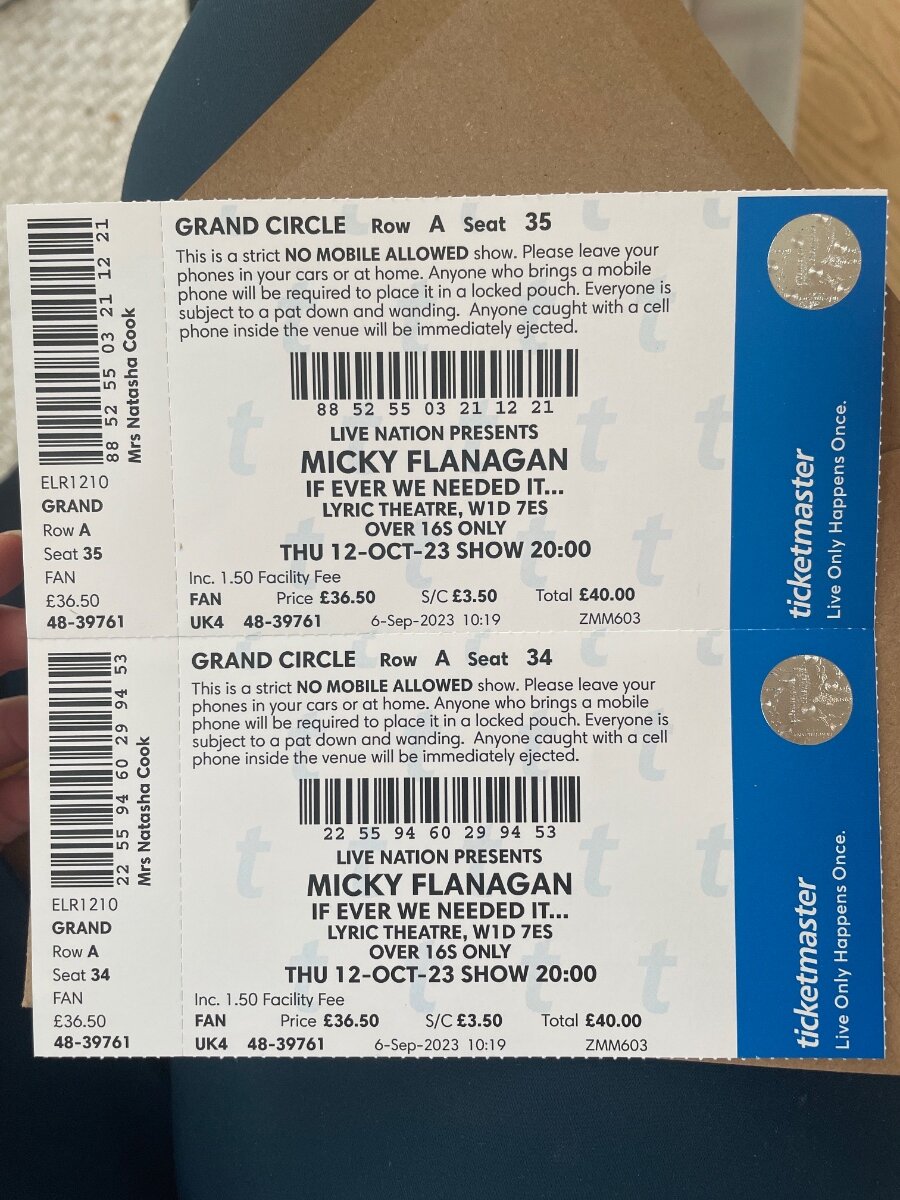 88 52 55 03 21 12 21
Mrs Natasha Cook
ELR1210
GRAND
Row A
Seat 35
FAN
£36.50
48-39761
GRAND CIRCLE Row A Seat 35
This is a strict NO MOBILE ALLOWED show. Please leave your
phones in your cars or at home. Anyone who brings a mobile
phone will be required to place it in a locked pouch. Everyone is
subject to a pat down and wanding. Anyone caught with a cell
phone inside the venue will be immediately ejected.
88 52 55 03 21 12 21
LIVE NATION PRESENTS
MICKY FLANAGAN
IF EVER WE NEEDED IT...
LYRIC THEATRE, W1D 7ES
OVER 16S ONLY
THU 12-OCT-23 SHOW 20:00
Inc. 1.50 Facility Fee
FAN Price £36.50 S/C £3.50 Total £40.00
UK4 48-39761 6-Sep-2023 10:19 ZMM603
ticketmaster
Live Only Happens Once.
22 55 94 60 29 94 53
Mrs Natasha Cook
ELR1210
GRAND
Row A
Seat 34
FAN
£36.50
48-39761
GRAND CIRCLE Row A Seat 34
This is a strict NO MOBILE ALLOWED show. Please leave your
phones in your cars or at home. Anyone who brings a mobile
phone will be required to place it in a locked pouch. Everyone is
subject to a pat down and wanding. Anyone caught with a cell
phone inside the venue will be immediately ejected.
22 55 94 60 29 94 53
LIVE NATION PRESENTS
MICKY FLANAGAN
IF EVER WE NEEDED IT...
LYRIC THEATRE, W1D 7ES
OVER 16S ONLY
THU 12-OCT-23 SHOW 20:00
Inc. 1.50 Facility Fee
FAN Price £36.50 S/C £3.50 Total £40.00
UK4 48-39761 6-Sep-2023 10:19 ZMM603
ticketmaster
Live Only Happens Once.